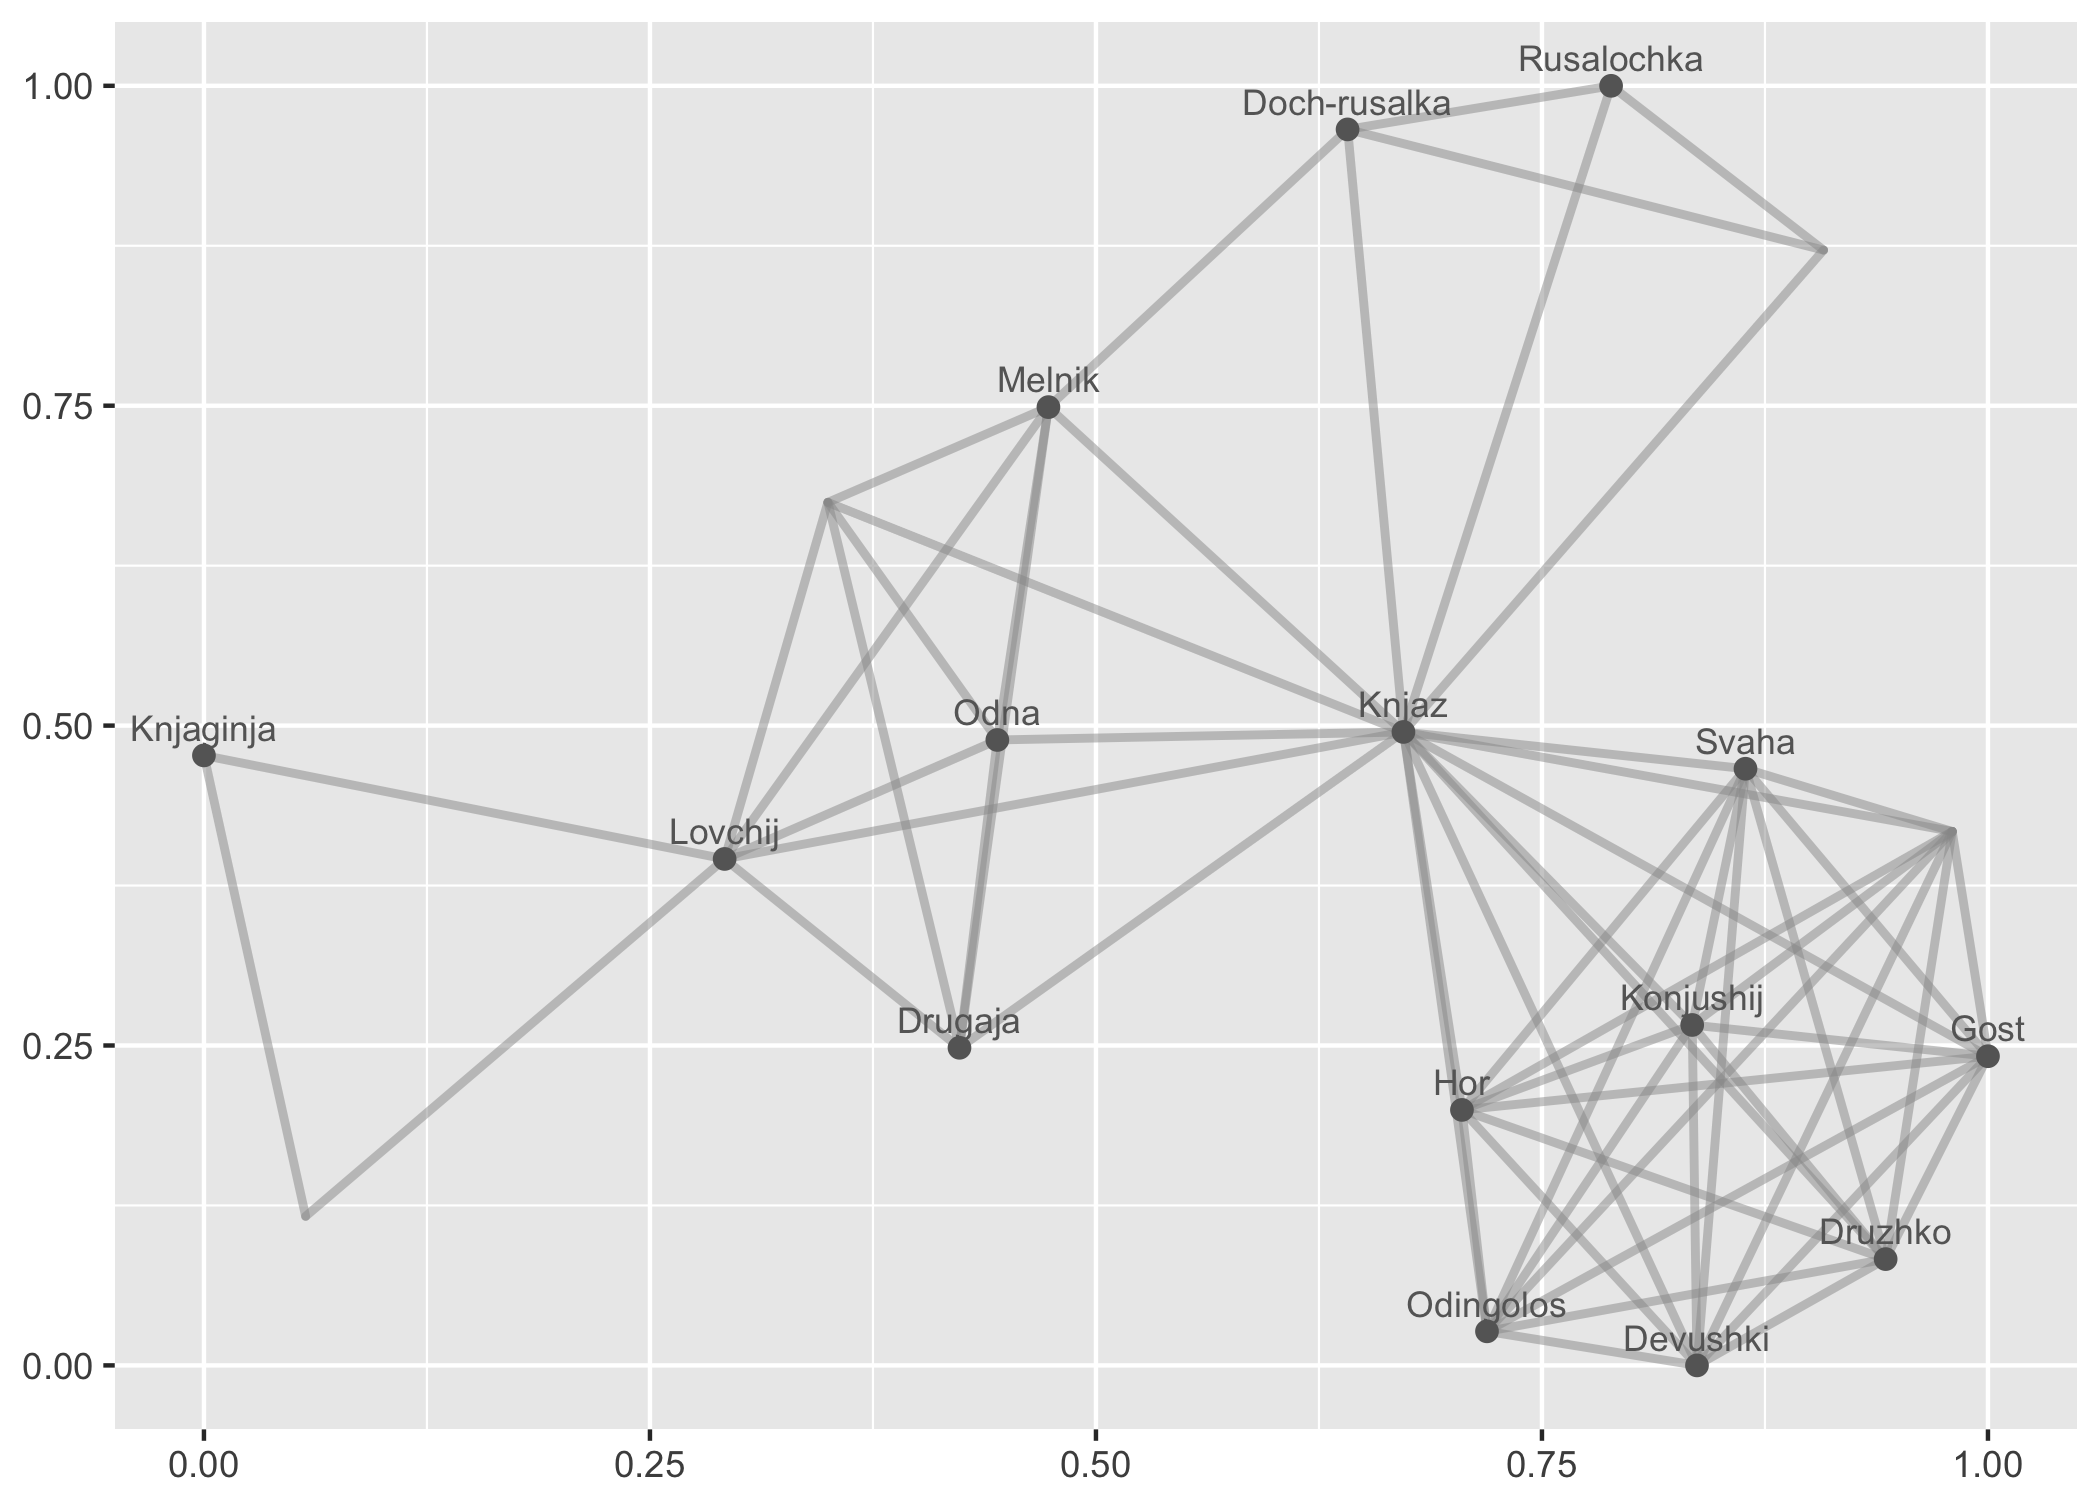 Rusalochka
1.00
Doch-rusalka
Melnik
0.75
Knjaz
Odna
0.50
Knjaginja
Svaha
Lovchij
Konjushij
Drugaja
Gost
0.25
Hor
Druzhko
Odingolos
Devushki
0.00
0.00 0.25 0.50 0.75 1.00